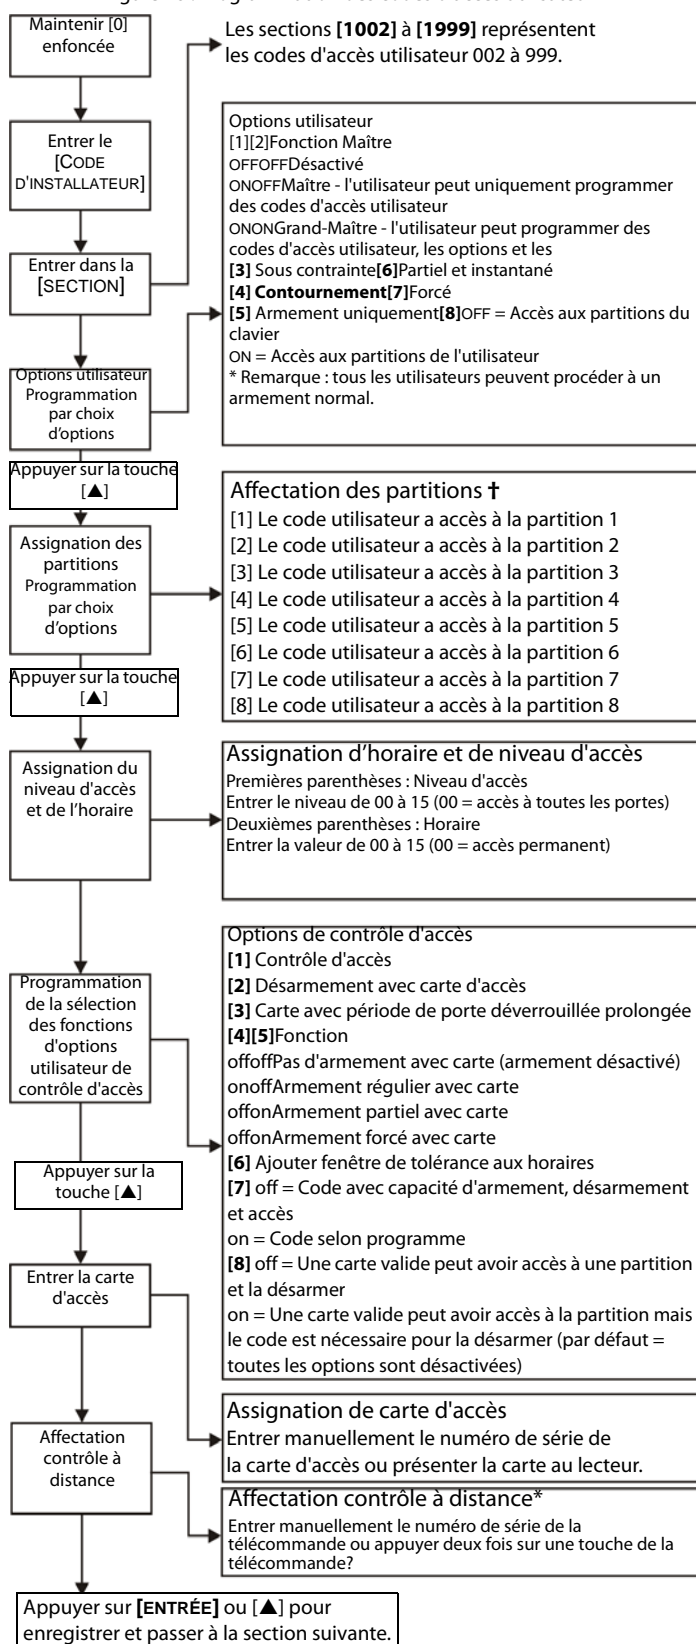 Maintenir [0]
enfoncée
Les sections [1002] à [1999] représentent
les codes d'accès utilisateur 002 à 999.
Entrer le
[CODE
D'INSTALLATEUR]
Entrer dans la
[SECTION]
Options utilisateur
[1][2]Fonction Maître
OFFOFFDésactivé
ONOFFMaître - l'utilisateur peut uniquement programmer
des codes d'accès utilisateur
ONONGrand-Maître - l'utilisateur peut programmer des
codes d'accès utilisateur, les options et les
[3] Sous contrainte[6]Partiel et instantané
[4] Contournement[7]Forcé
[5] Armement uniquement[8]OFF = Accès aux partitions du
clavier
ON = Accès aux partitions de l'utilisateur
* Remarque : tous les utilisateurs peuvent procéder à un
armement normal.
Options utilisateur
Programmation
par choix
d'options
Appuyer sur la touche
[▲]
Assignation des
partitions
Programmation
par choix
d'options
Affectation des partitions †
[1] Le code utilisateur a accès à la partition 1
[2] Le code utilisateur a accès à la partition 2
[3] Le code utilisateur a accès à la partition 3
[4] Le code utilisateur a accès à la partition 4
[5] Le code utilisateur a accès à la partition 5
[6] Le code utilisateur a accès à la partition 6
[7] Le code utilisateur a accès à la partition 7
[8] Le code utilisateur a accès à la partition 8
Appuyer sur la touche
[▲]
Assignation du
niveau d'accès
et de l'horaire
Assignation d'horaire et de niveau d'accès
Premières parenthèses : Niveau d'accès
Entrer le niveau de 00 à 15 (00 = accès à toutes les portes)
Deuxièmes parenthèses : Horaire
Entrer la valeur de 00 à 15 (00 = accès permanent)
Programmation
de la sélection
des fonctions
d'options
utilisateur de
contrôle d'accès
Options de contrôle d'accès
[1] Contrôle d'accès
[2] Désarmement avec carte d'accès
[3] Carte avec période de porte déverrouillée prolongée
[4][5]Fonction
offoffPas d'armement avec carte (armement désactivé)
onoffArmement régulier avec carte
offonArmement partiel avec carte
offonArmement forcé avec carte
[6] Ajouter fenêtre de tolérance aux horaires
[7] off = Code avec capacité d'armement, désarmement
et accès
on = Code selon programme
[8] off = Une carte valide peut avoir accès à une partition
et la désarmer
on = Une carte valide peut avoir accès à la partition mais
le code est nécessaire pour la désarmer (par défaut =
toutes les options sont désactivées)
Appuyer sur la
touche [▲]
Entrer la carte
d'accès
Assignation de carte d'accès
Entrer manuellement le numéro de série de
la carte d'accès ou présenter la carte au lecteur.
Affectation
contrôle à
distance
Affectation contrôle à distance*
Entrer manuellement le numéro de série de la
télécommande ou appuyer deux fois sur une touche de la
télécommande?
Appuyer sur [ENTRÉE] ou [▲] pour
enregistrer et passer à la section suivante.